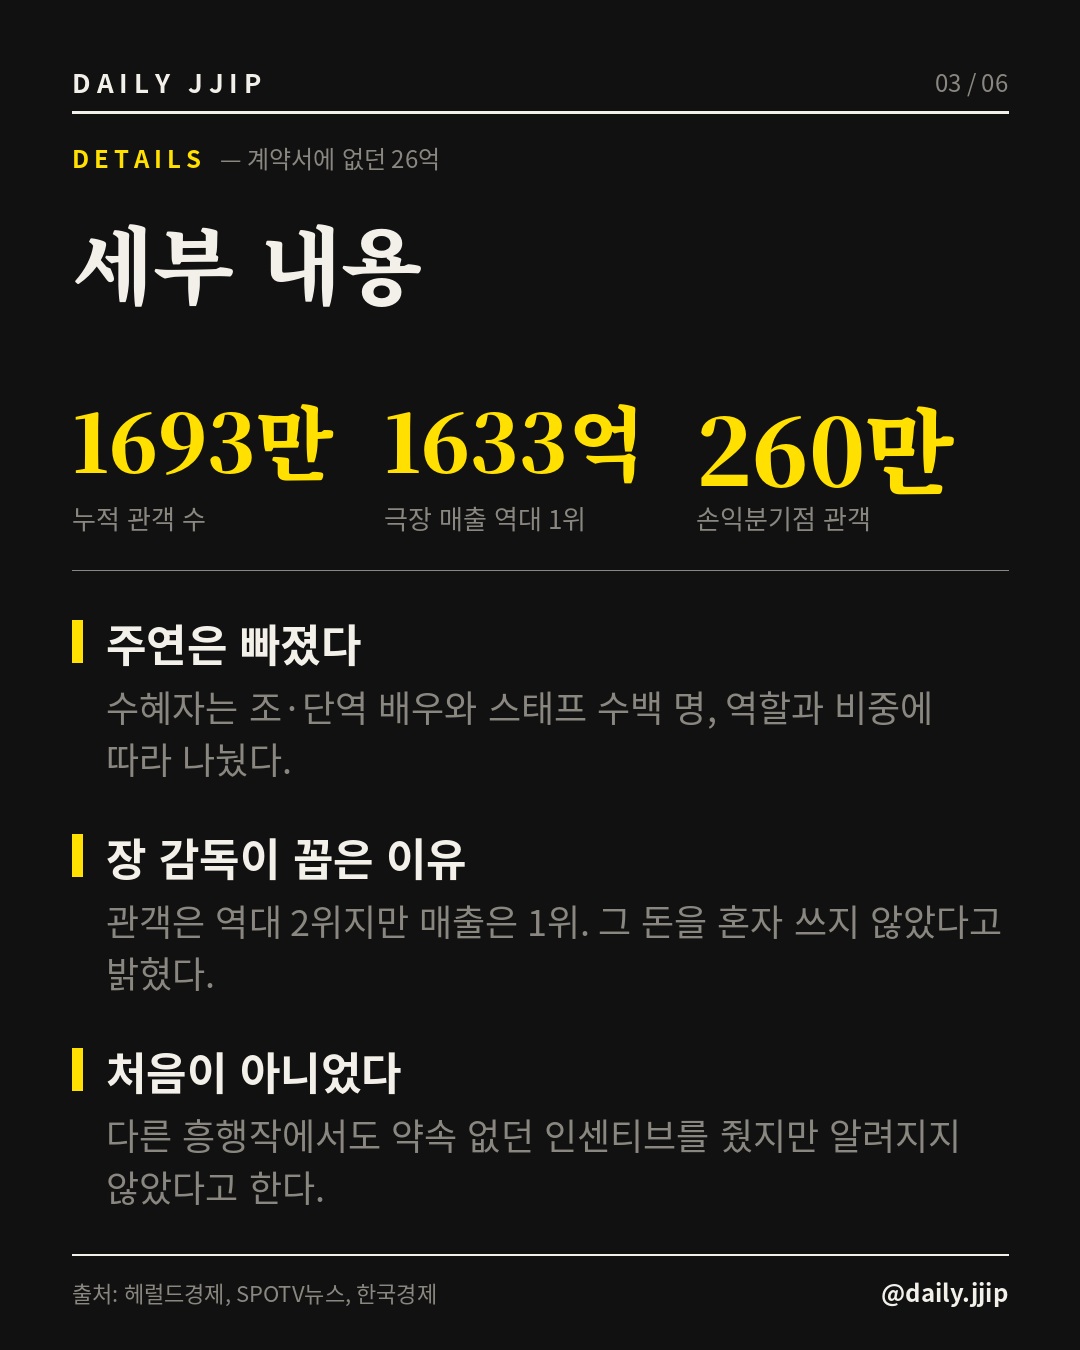 DAILY JJIP
03 / 06
DETAILS — 계약서에 없던 26억
세부 내용
1693만 1633억 260만
누적 관객 수 극장 매출 역대 1위 손익분기점 관객
주연은 빠졌다
수혜자는 조·단역 배우와 스태프 수백 명, 역할과 비중에
따라 나눴다.
장 감독이 꼽은 이유
관객은 역대 2위지만 매출은 1위. 그 돈을 혼자 쓰지 않았다고
밝혔다.
처음이 아니었다
다른 흥행작에서도 약속 없던 인센티브를 줬지만 알려지지
않았다고 한다.
출처: 헤럴드경제, SPOTV뉴스, 한국경제
@daily.jjip